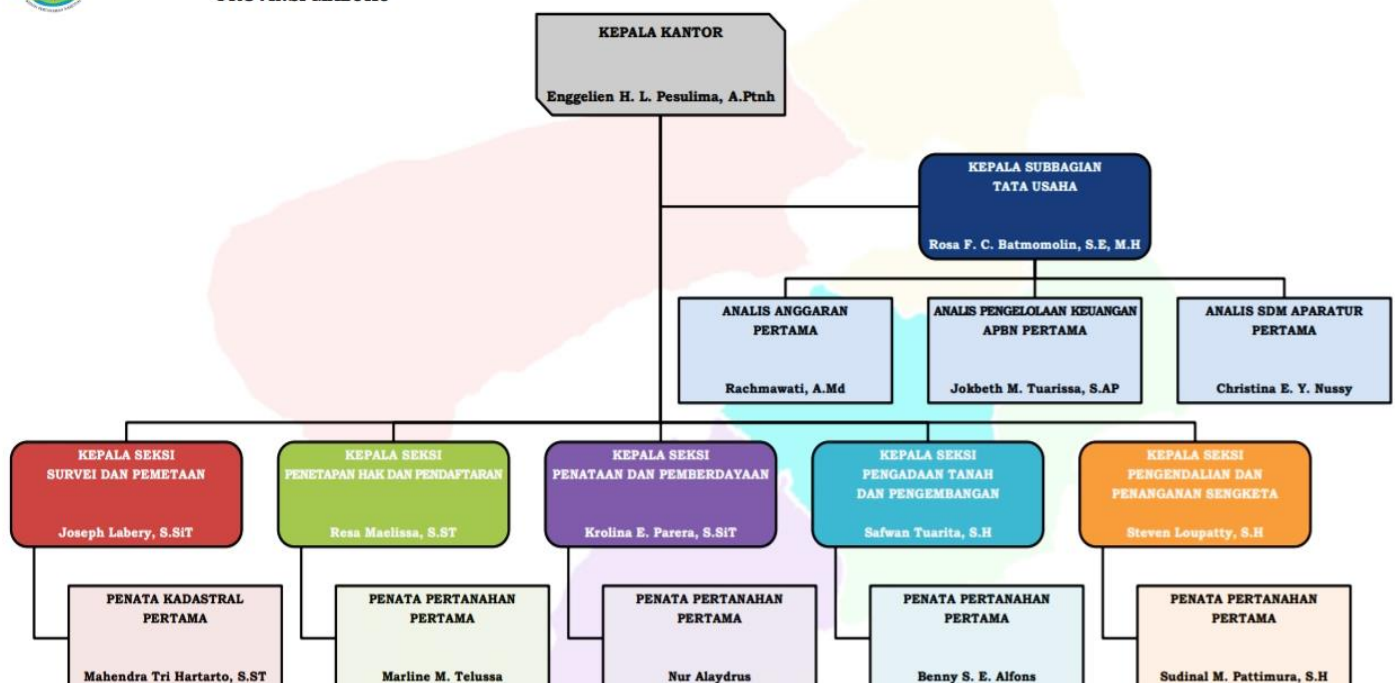 KEPALA KANTOR
Enggelien H. L. Pesulima, A.Ptnh
KEPALA SUBBAGIAN
TATA USAHA
Rosa F. C. Batmomolin, S.E, M.H
ANALIS ANGGARAN
PERTAMA
Rachmawati, A.Md
ANALIS PENGELOLAAN KEUANGAN
APBN PERTAMA
Jokbeth M. Tuarissa, S.AP
ANALIS SDM APARATUR
PERTAMA
Christina E. Y. Nussy
KEPALA SEKSI
SURVEI DAN PEMETAAN
Joseph Labery, S.SiT
KEPALA SEKSI
PENETAPAN HAK DAN PENDAFTARAN
Resa Maelissa, S.ST
KEPALA SEKSI
PENATAAN DAN PEMBERDAYAAN
Krolina E. Parera, S.SiT
KEPALA SEKSI
PENGADAAN TANAH
DAN PENGEMBANGAN
Safwan Tuarita, S.H
KEPALA SEKSI
PENGENDALIAN DAN
PENANGANAN SENGKETA
Steven Loupatty, S.H
PENATA KADASTRAL
PERTAMA
Mahendra Tri Hartarto, S.ST
PENATA PERTANAHAN
PERTAMA
Marline M. Telussa
PENATA PERTANAHAN
PERTAMA
Nur Alaydrus
PENATA PERTANAHAN
PERTAMA
Benny S. E. Alfons
PENATA PERTANAHAN
PERTAMA
Sudinal M. Pattimura, S.H